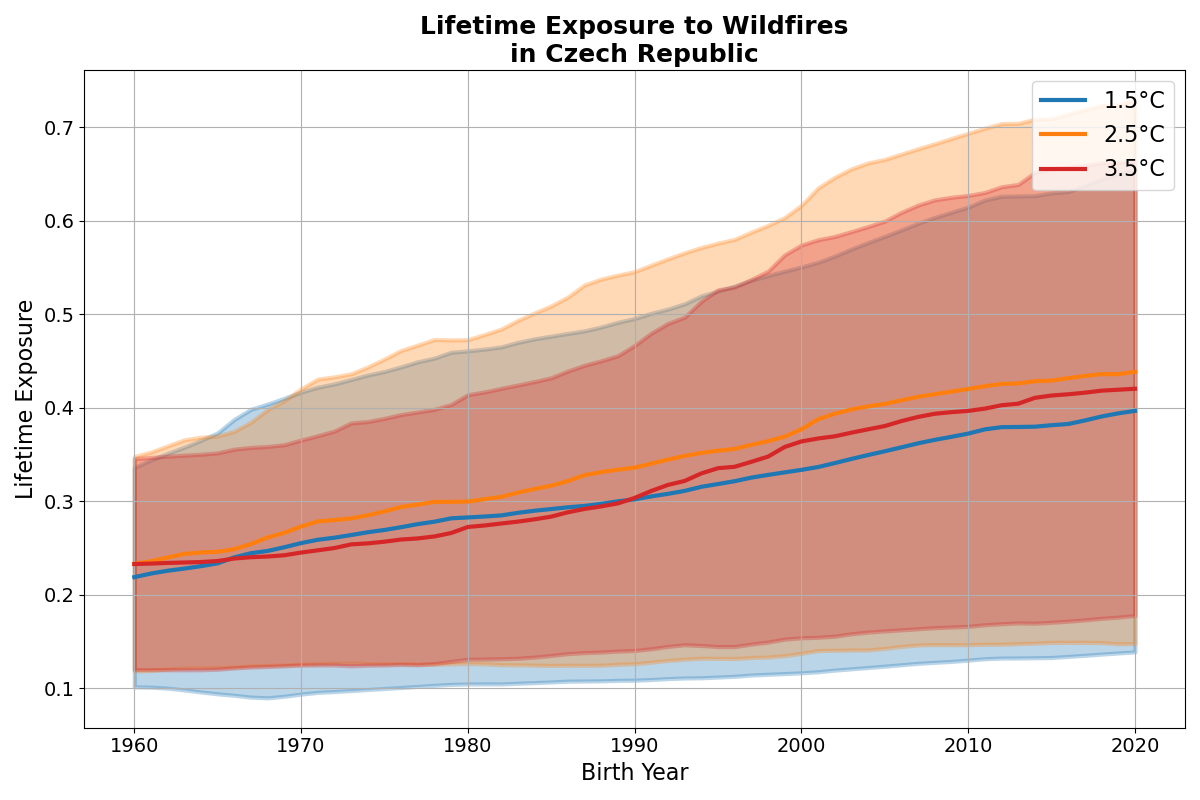 Lifetime Exposure to Wildfires
in Czech Republic
1.5°C
2.5°C
3.5°C
Lifetime Exposure
0.7
0.6
0.5
0.4
0.3
0.2
0.1
1960 1970 1980 1990 2000 2010 2020
Birth Year